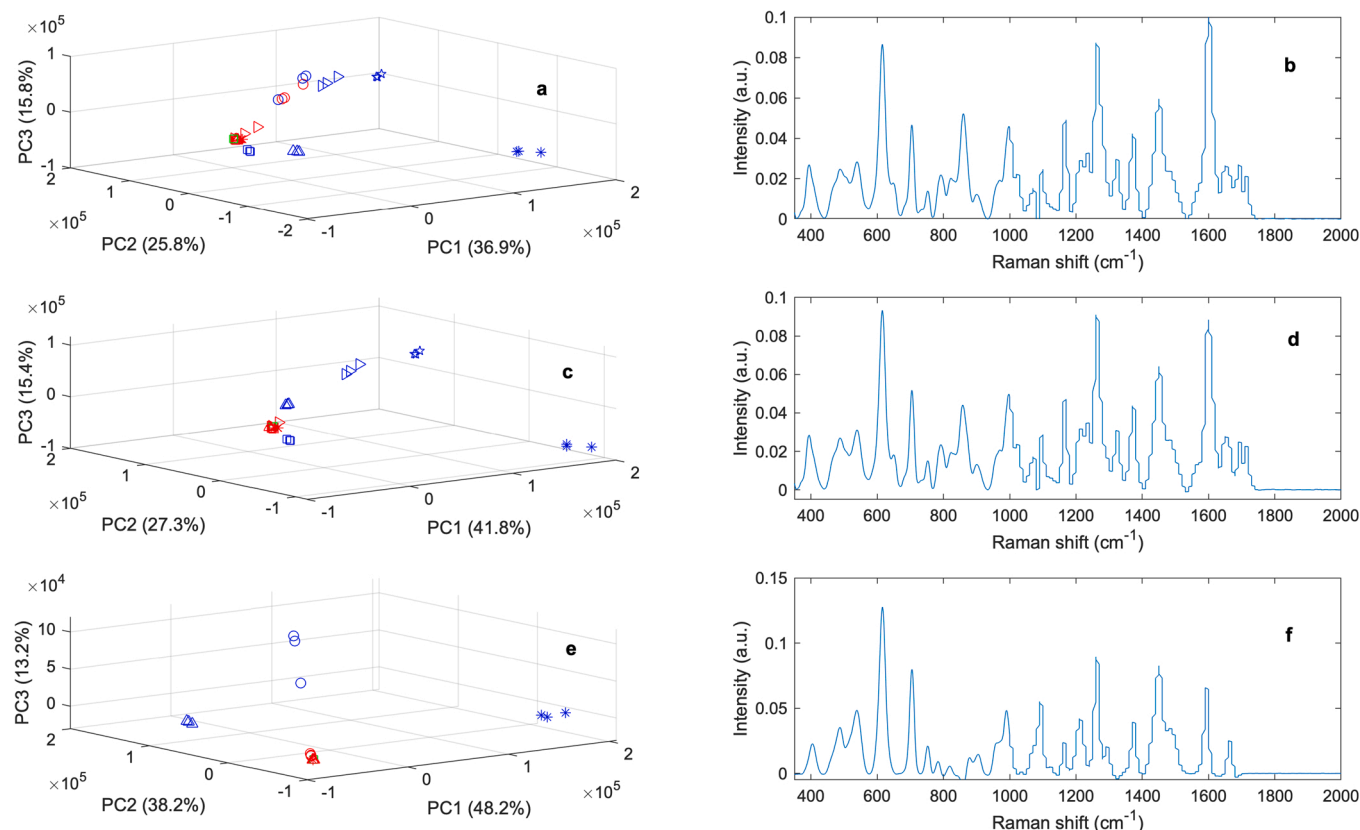 ×10⁵
1
0
-1
PC3 (15.8%)
a
2
1
0
-1
-2
×10⁵
PC2 (25.8%)
-1
0
1
2
×10⁵
PC1 (36.9%)
0.1
0.08
0.06
0.04
0.02
0
Intensity (a.u.)
b
400 600 800 1000 1200 1400 1600 1800 2000
Raman shift (cm⁻¹)
×10⁵
1
0
-1
PC3 (15.4%)
c
2
1
0
-1
×10⁵
PC2 (27.3%)
-1
0
1
2
×10⁵
PC1 (41.8%)
0.1
0.08
0.06
0.04
0.02
0
Intensity (a.u.)
d
400 600 800 1000 1200 1400 1600 1800 2000
Raman shift (cm⁻¹)
×10⁴
10
5
0
PC3 (13.2%)
e
2
1
0
-1
×10⁵
PC2 (38.2%)
-1
0
1
2
×10⁵
PC1 (48.2%)
0.15
0.1
0.05
0
Intensity (a.u.)
f
400 600 800 1000 1200 1400 1600 1800 2000
Raman shift (cm⁻¹)